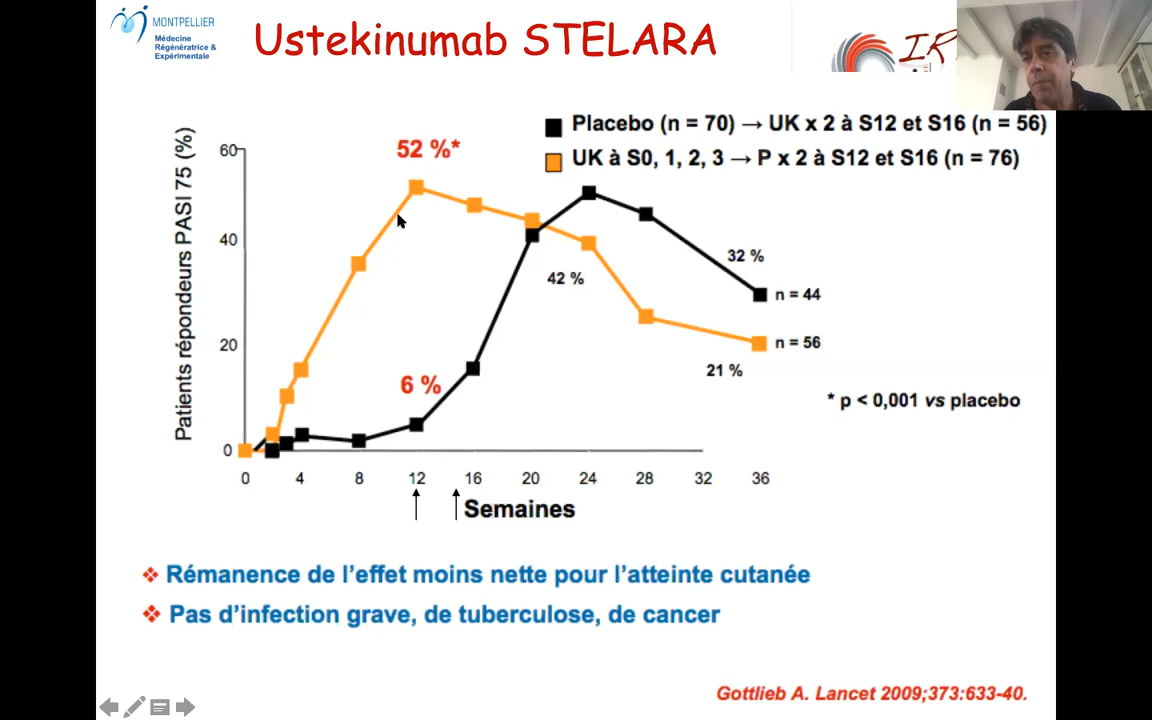 MONTPELLIER
Médecine
Régénératrice &
Expérimentale
Ustekinumab STELARA
Placebo (n = 70) → UK x 2 à S12 et S16 (n = 56)
UK à S0, 1, 2, 3 → P x 2 à S12 et S16 (n = 76)
Patients répondeurs PASI 75 (%)
60
40
20
0
52 %*
6 %
42 %
32 %
n = 44
n = 56
21 %
* p < 0,001 vs placebo
0 4 8 12 16 20 24 28 32 36
Semaines
❖ Rémanence de l'effet moins nette pour l'atteinte cutanée
❖ Pas d'infection grave, de tuberculose, de cancer
Gottlieb A. Lancet 2009;373:633-40.